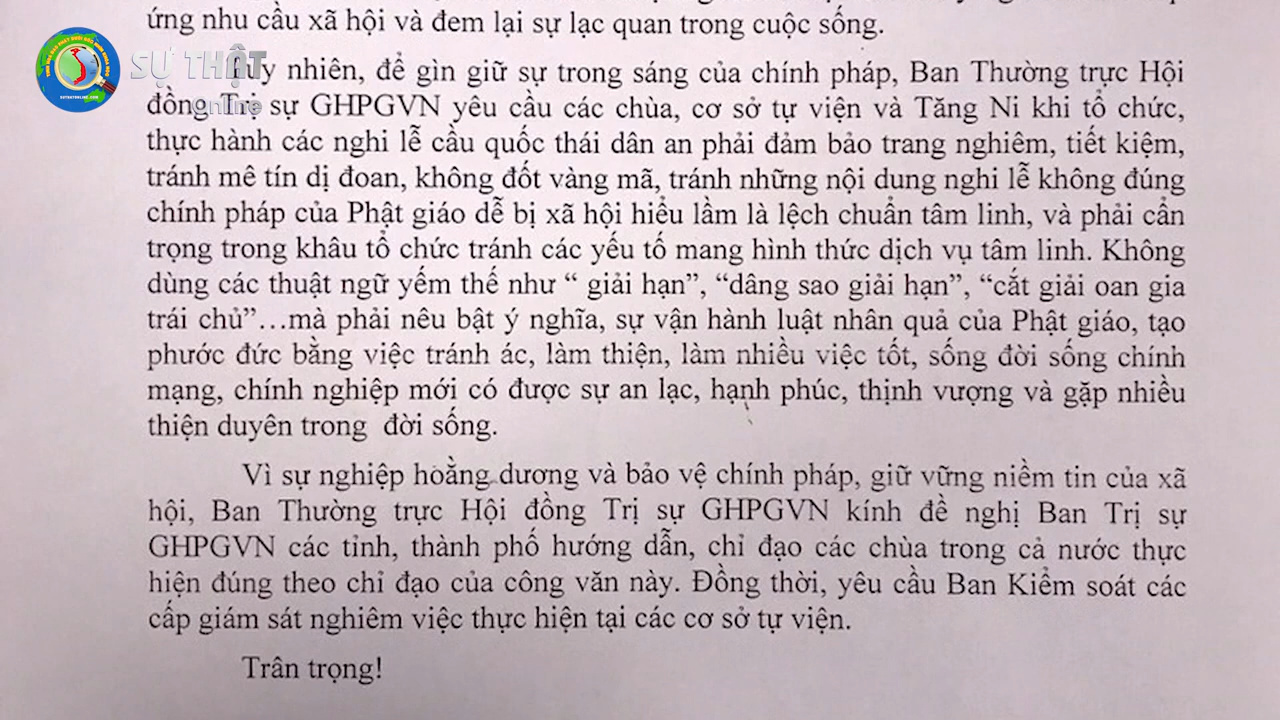 ứng nhu cầu xã hội và đem lại sự lạc quan trong cuộc sống.
SỰ THẬT
Online
Tuy nhiên, để gìn giữ sự trong sáng của chính pháp, Ban Thường trực Hội
đồng Trị sự GHPGVN yêu cầu các chùa, cơ sở tự viện và Tăng Ni khi tổ chức,
thực hành các nghi lễ cầu quốc thái dân an phải đảm bảo trang nghiêm, tiết kiệm,
tránh mê tín dị đoan, không đốt vàng mã, tránh những nội dung nghi lễ không đúng
chính pháp của Phật giáo dễ bị xã hội hiểu lầm là lệch chuẩn tâm linh, và phải cẩn
trọng trong khâu tổ chức tránh các yếu tố mang hình thức dịch vụ tâm linh. Không
dùng các thuật ngữ yếm thế như “ giải hạn”, “dâng sao giải hạn”, “cắt giải oan gia
trái chủ”…mà phải nêu bật ý nghĩa, sự vận hành luật nhân quả của Phật giáo, tạo
phước đức bằng việc tránh ác, làm thiện, làm nhiều việc tốt, sống đời sống chính
mạng, chính nghiệp mới có được sự an lạc, hạnh phúc, thịnh vượng và gặp nhiều
thiện duyên trong  đời sống.
Vì sự nghiệp hoằng dương và bảo vệ chính pháp, giữ vững niềm tin của xã
hội, Ban Thường trực Hội đồng Trị sự GHPGVN kính đề nghị Ban Trị sự
GHPGVN các tỉnh, thành phố hướng dẫn, chỉ đạo các chùa trong cả nước thực
hiện đúng theo chỉ đạo của công văn này. Đồng thời, yêu cầu Ban Kiểm soát các
cấp giám sát nghiêm việc thực hiện tại các cơ sở tự viện.
Trân trọng!